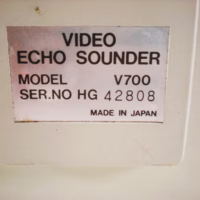 VIDEO
ECHO SOUNDER
MODEL V700
SER.NO HG 42808
MADE IN JAPAN